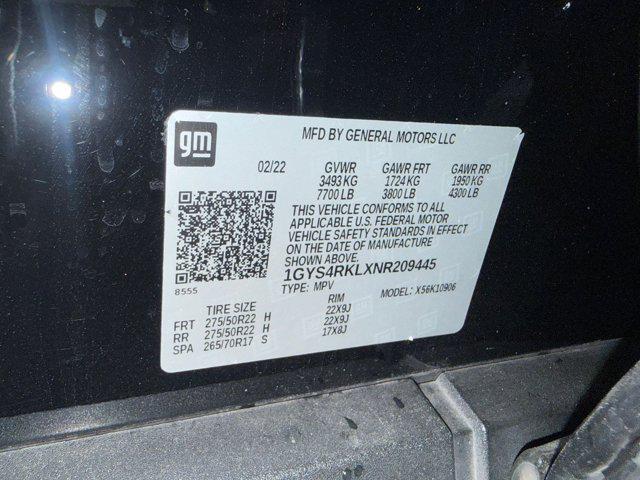 gm
MFD BY GENERAL MOTORS LLC
02/22 GVWR GAWR FRT GAWR RR
3493 KG 1724 KG 1950 KG
7700 LB 3800 LB 4300 LB
THIS VEHICLE CONFORMS TO ALL
APPLICABLE U.S. FEDERAL MOTOR
VEHICLE SAFETY STANDARDS IN EFFECT
ON THE DATE OF MANUFACTURE
SHOWN ABOVE.
1GYS4RKLXNR209445
8555 TYPE: MPV MODEL: X56K10906
TIRE SIZE RIM
FRT 275/50R22 H 22X9J
RR 275/50R22 H 22X9J
SPA 265/70R17 S 17X8J